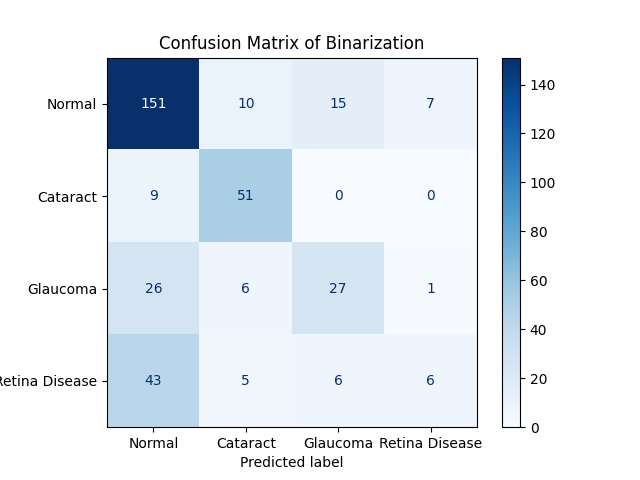 Confusion Matrix of Binarization
Normal 151 10 15 7
Cataract 9 51 0 0
Glaucoma 26 6 27 1
etina Disease 43 5 6 6
Normal Cataract Glaucoma Retina Disease
Predicted label
140
120
100
80
60
40
20
0